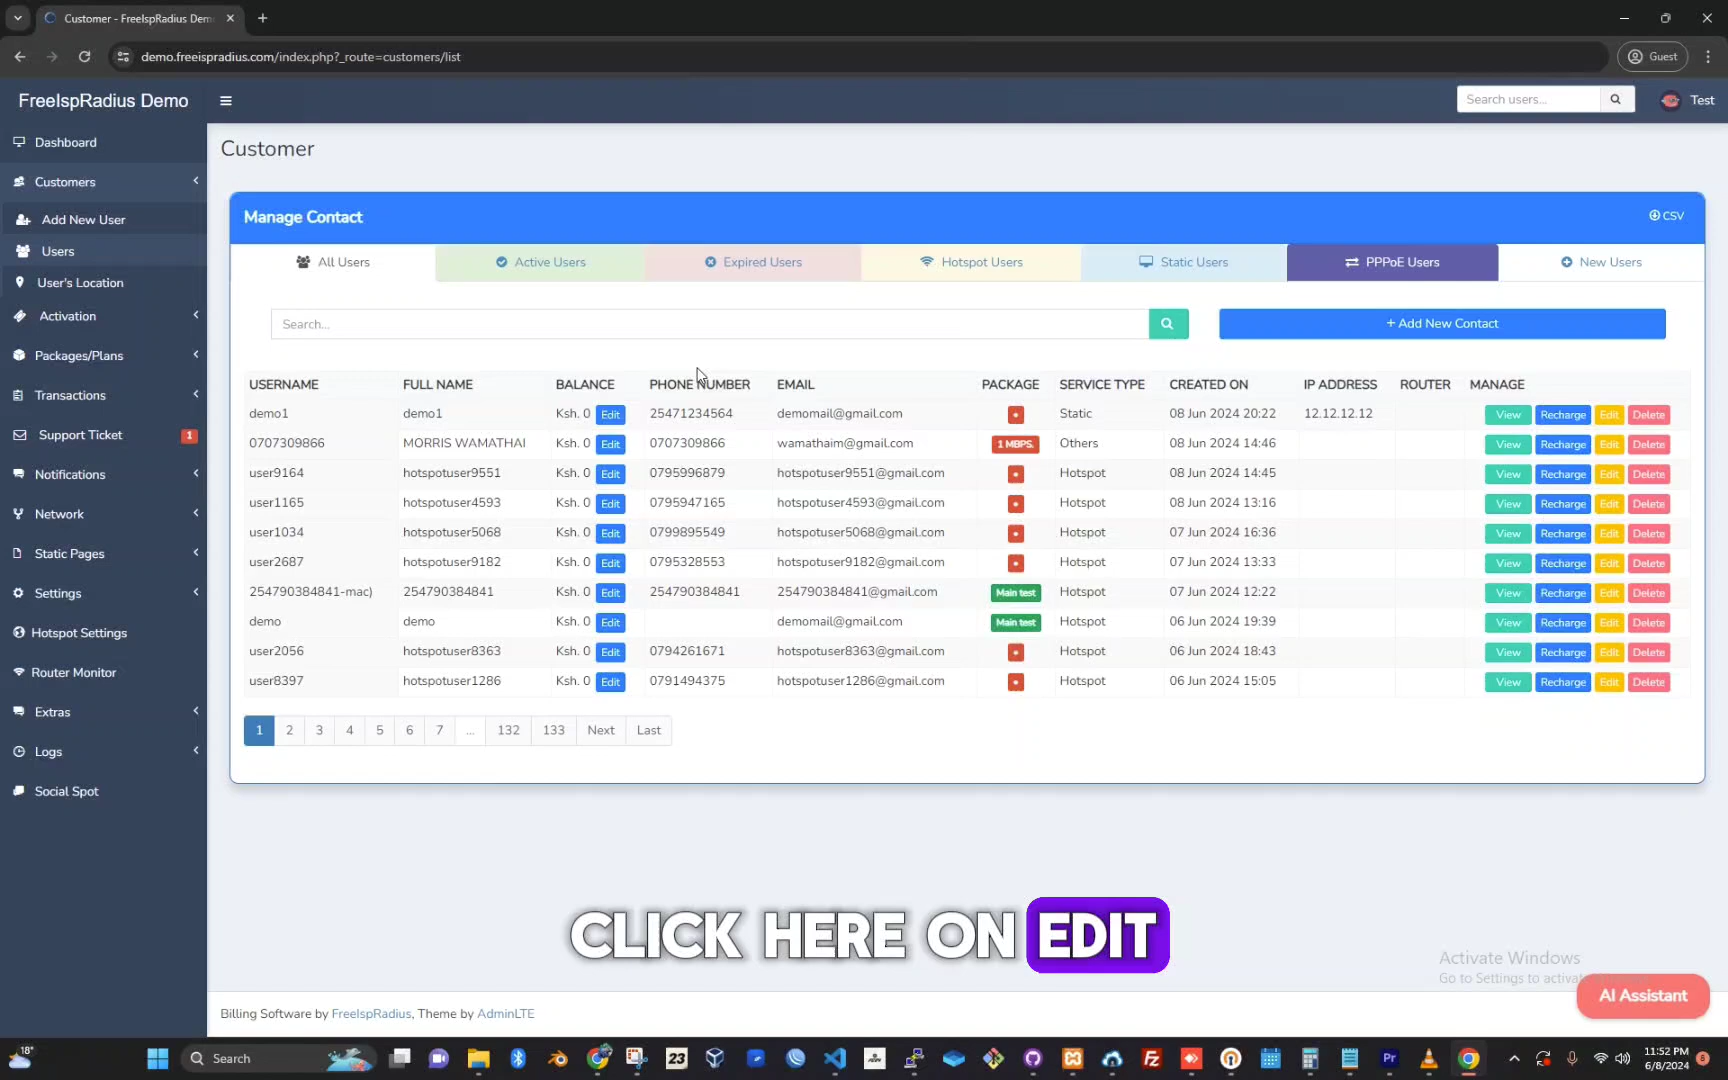 Customer - FreeIspRadius Dem
demo.freeispradius.com/index.php?_route=customers/list
Guest
FreeIspRadius Demo
Search users...
Test
Dashboard
Customers
Add New User
Users
User's Location
Activation
Packages/Plans
Transactions
Support Ticket 1
Notifications
Network
Static Pages
Settings
Hotspot Settings
Router Monitor
Extras
Logs
Social Spot
Customer
Manage Contact
CSV
All Users Active Users Expired Users Hotspot Users Static Users PPPoE Users New Users
Search...
+ Add New Contact
USERNAME FULL NAME BALANCE PHONE NUMBER EMAIL PACKAGE SERVICE TYPE CREATED ON IP ADDRESS ROUTER MANAGE
demo1 demo1 Ksh. 0 Edit 25471234564 demomail@gmail.com Static 08 Jun 2024 20:22 12.12.12.12 View Recharge Edit Delete
0707309866 MORRIS WAMATHAI Ksh. 0 Edit 0707309866 wamathaim@gmail.com 1 MBPS. Others 08 Jun 2024 14:46 View Recharge Edit Delete
user9164 hotspotuser9551 Ksh. 0 Edit 0795996879 hotspotuser9551@gmail.com Hotspot 08 Jun 2024 14:45 View Recharge Edit Delete
user1165 hotspotuser4593 Ksh. 0 Edit 0795947165 hotspotuser4593@gmail.com Hotspot 08 Jun 2024 13:16 View Recharge Edit Delete
user1034 hotspotuser5068 Ksh. 0 Edit 0799895549 hotspotuser5068@gmail.com Hotspot 07 Jun 2024 16:36 View Recharge Edit Delete
user2687 hotspotuser9182 Ksh. 0 Edit 0795328553 hotspotuser9182@gmail.com Hotspot 07 Jun 2024 13:33 View Recharge Edit Delete
254790384841-mac) 254790384841 Ksh. 0 Edit 254790384841 254790384841@gmail.com Main test Hotspot 07 Jun 2024 12:22 View Recharge Edit Delete
demo demo Ksh. 0 Edit demomail@gmail.com Main test Hotspot 06 Jun 2024 19:39 View Recharge Edit Delete
user2056 hotspotuser8363 Ksh. 0 Edit 0794261671 hotspotuser8363@gmail.com Hotspot 06 Jun 2024 18:43 View Recharge Edit Delete
user8397 hotspotuser1286 Ksh. 0 Edit 0791494375 hotspotuser1286@gmail.com Hotspot 06 Jun 2024 15:05 View Recharge Edit Delete
1 2 3 4 5 6 7 ... 132 133 Next Last
CLICK HERE ON EDIT
Activate Windows
Go to Settings to activat
AI Assistant
Billing Software by FreeIspRadius, Theme by AdminLTE
18°
Search
23
Pr
11:52 PM
6/8/2024
8